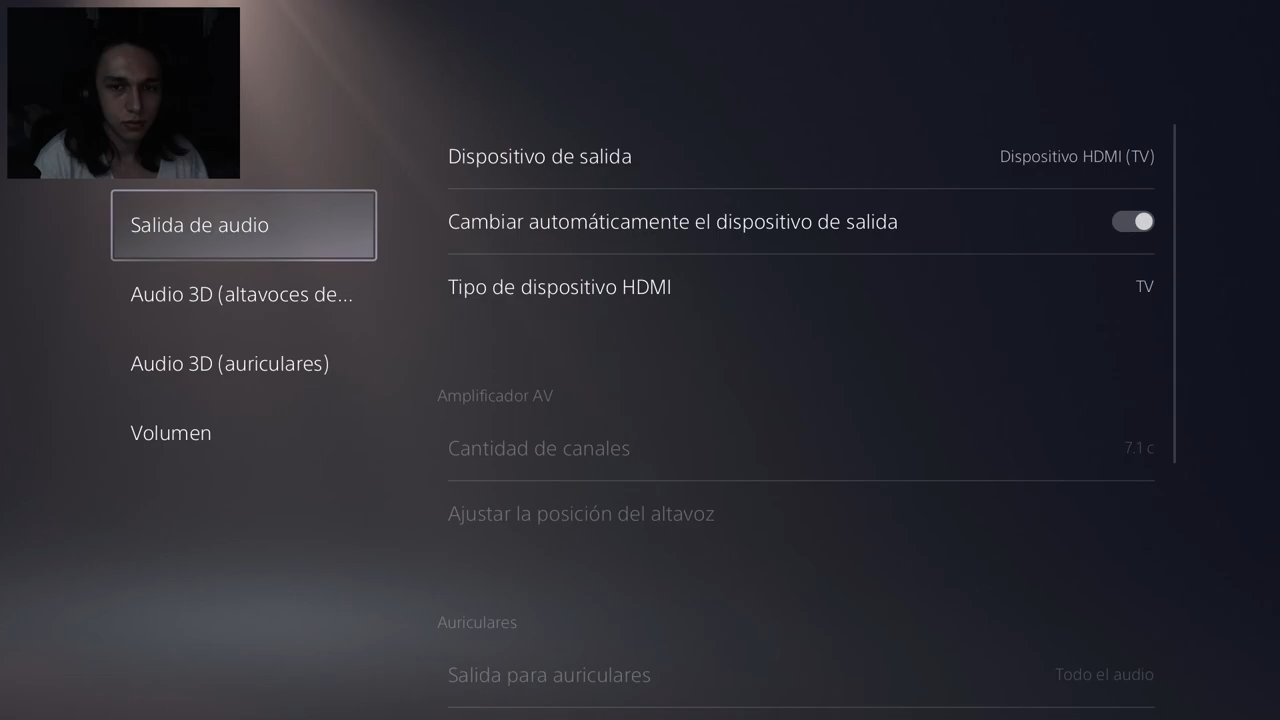 Salida de audio
Audio 3D (altavoces de...
Audio 3D (auriculares)
Volumen
Dispositivo de salida
Dispositivo HDMI (TV)
Cambiar automáticamente el dispositivo de salida
Tipo de dispositivo HDMI
TV
Amplificador AV
Cantidad de canales
7.1 c
Ajustar la posición del altavoz
Auriculares
Salida para auriculares
Todo el audio